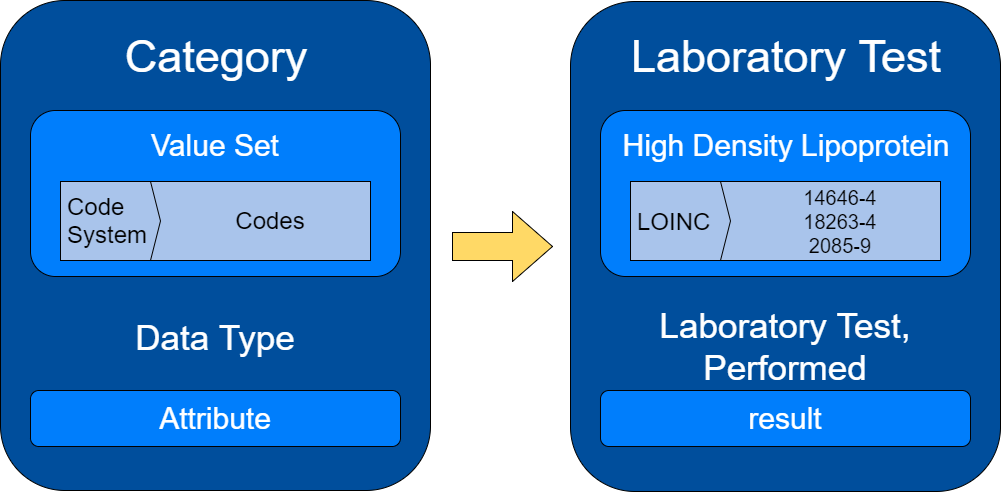 Category
Value Set
Code
System
Codes
Data Type
Attribute
Laboratory Test
High Density Lipoprotein
LOINC
14646-4
18263-4
2085-9
Laboratory Test,
Performed
result